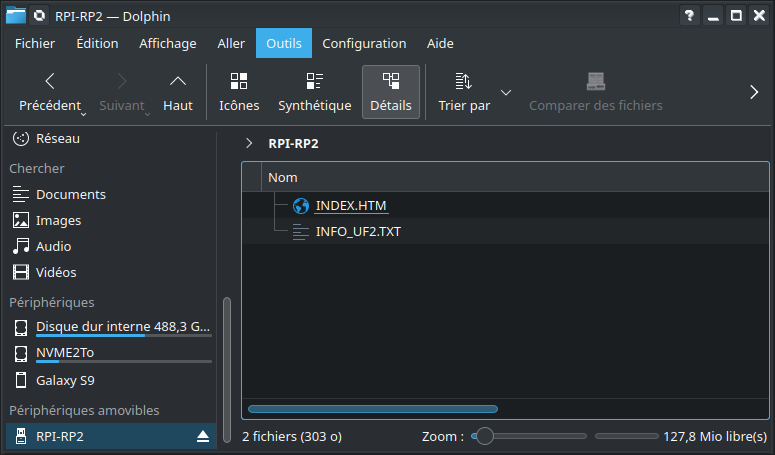 RPI-RP2 — Dolphin
?
Fichier Édition Affichage Aller Outils Configuration Aide
Précédent Suivant Haut Icônes Synthétique Détails Trier par Comparer des fichiers
Réseau
Chercher
Documents
Images
Audio
Vidéos
Périphériques
Disque dur interne 488,3 G...
NVME2To
Galaxy S9
Périphériques amovibles
RPI-RP2
RPI-RP2
Nom
INDEX.HTM
INFO_UF2.TXT
2 fichiers (303 o) Zoom : 127,8 Mio libre(s)